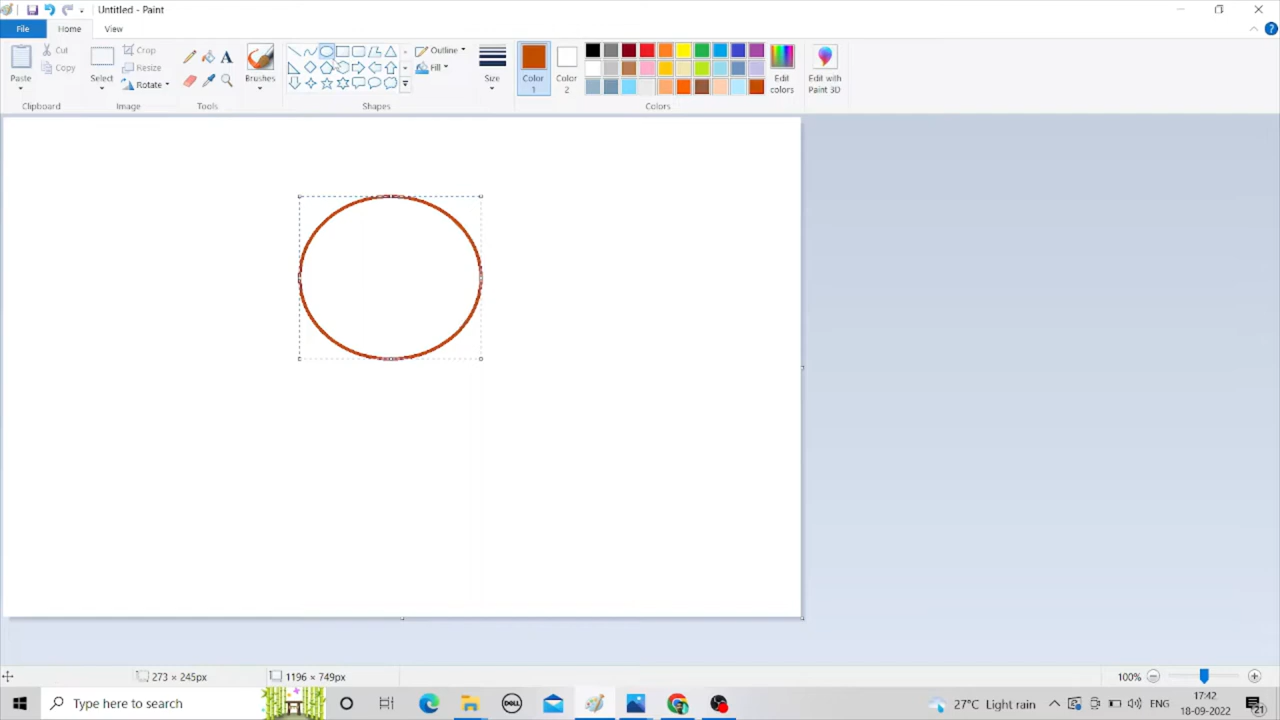 Untitled - Paint
File Home View
Paste Cut Copy
Select Crop Resize Rotate
A
Brushes
Outline Fill
Size
Color 1
Color 2
Edit colors
Edit with Paint 3D
Clipboard Image Tools Shapes Colors
273 × 245px 1196 × 749px 100%
Type here to search
DELL
27°C Light rain ENG 17:42
18-09-2022 21